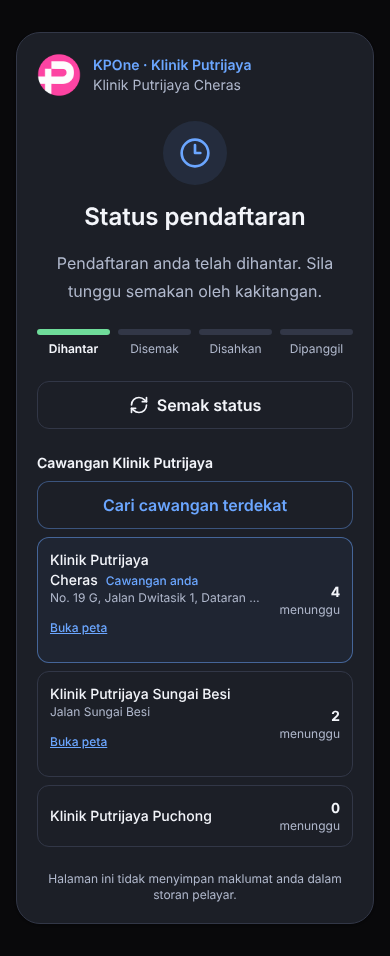 KPOne · Klinik Putrijaya
Klinik Putrijaya Cheras
Status pendaftaran
Pendaftaran anda telah dihantar. Sila
tunggu semakan oleh kakitangan.
Dihantar
Disemak
Disahkan
Dipanggil
Semak status
Cawangan Klinik Putrijaya
Cari cawangan terdekat
Klinik Putrijaya
Cheras Cawangan anda
No. 19 G, Jalan Dwitasik 1, Dataran ...
Buka peta
4
menunggu
Klinik Putrijaya Sungai Besi
Jalan Sungai Besi
Buka peta
2
menunggu
Klinik Putrijaya Puchong
0
menunggu
Halaman ini tidak menyimpan maklumat anda dalam
storan pelayar.